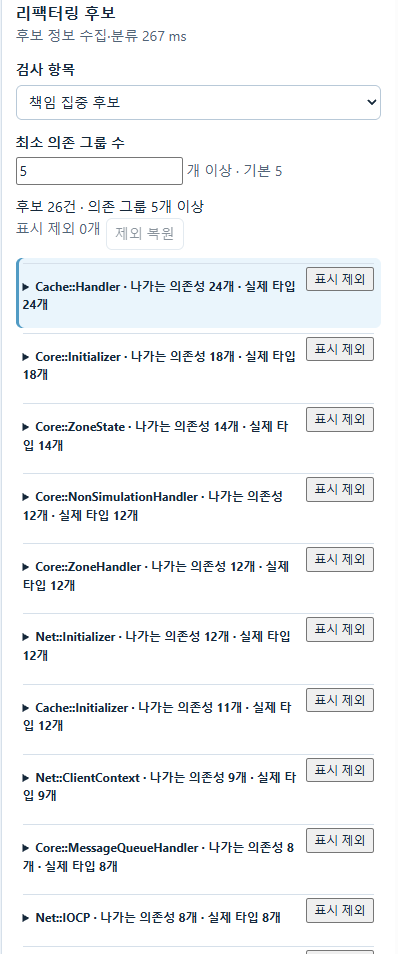 리팩터링 후보
후보 정보 수집·분류 267 ms
검사 항목
책임 집중 후보
최소 의존 그룹 수
5 개 이상 · 기본 5
후보 26건 · 의존 그룹 5개 이상
표시 제외 0개 제외 복원
▶ Cache::Handler · 나가는 의존성 24개 · 실제 타입 표시 제외
24개
▶ Core::Initializer · 나가는 의존성 18개 · 실제 타입 표시 제외
18개
▶ Core::ZoneState · 나가는 의존성 14개 · 실제 타 표시 제외
입 14개
▶ Core::NonSimulationHandler · 나가는 의존성 표시 제외
12개 · 실제 타입 12개
▶ Core::ZoneHandler · 나가는 의존성 12개 · 실제 표시 제외
타입 12개
▶ Net::Initializer · 나가는 의존성 12개 · 실제 타입 표시 제외
12개
▶ Cache::Initializer · 나가는 의존성 11개 · 실제 타 표시 제외
입 12개
▶ Net::ClientContext · 나가는 의존성 9개 · 실제 타 표시 제외
입 9개
▶ Core::MessageQueueHandler · 나가는 의존성 8 표시 제외
개 · 실제 타입 8개
▶ Net::IOCP · 나가는 의존성 8개 · 실제 타입 8개 표시 제외